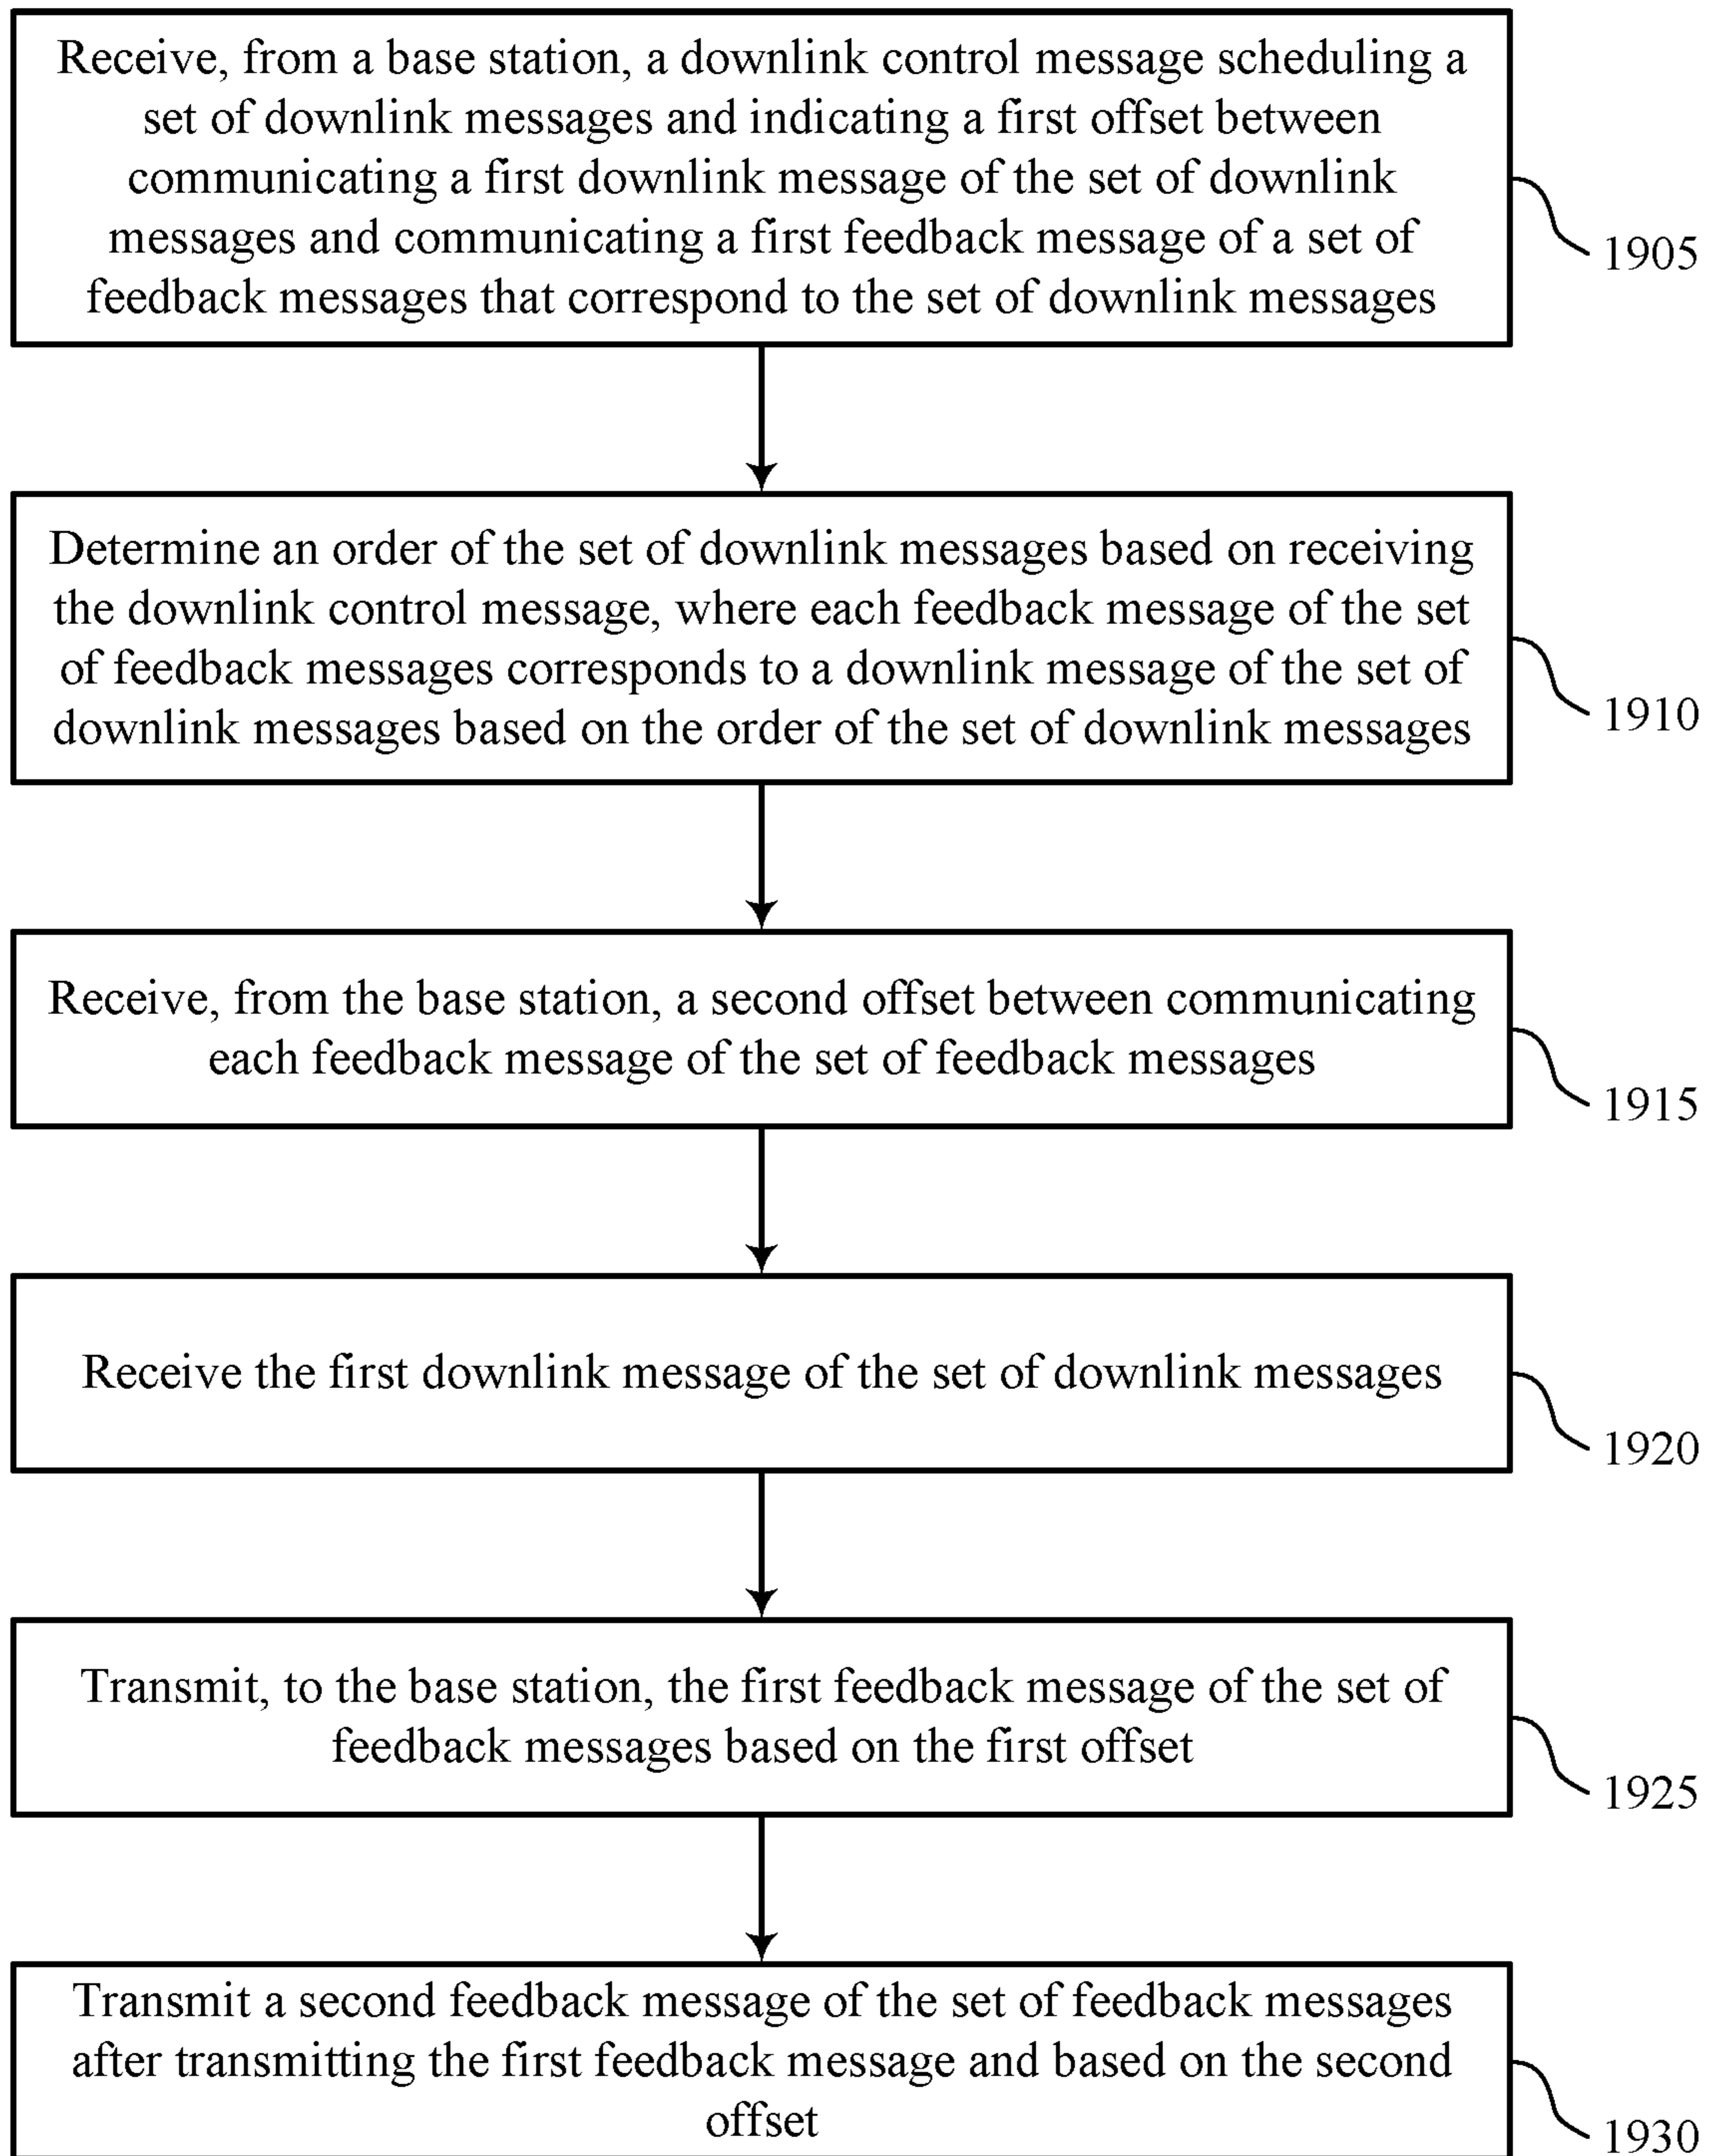 Receive, from a base station, a downlink control message scheduling a
set of downlink messages and indicating a first offset between
communicating a first downlink message of the set of downlink
messages and communicating a first feedback message of a set of
feedback messages that correspond to the set of downlink messages
1905
Determine an order of the set of downlink messages based on receiving
the downlink control message, where each feedback message of the set
of feedback messages corresponds to a downlink message of the set of
downlink messages based on the order of the set of downlink messages
1910
Receive, from the base station, a second offset between communicating
each feedback message of the set of feedback messages
1915
Receive the first downlink message of the set of downlink messages
1920
Transmit, to the base station, the first feedback message of the set of
feedback messages based on the first offset
1925
Transmit a second feedback message of the set of feedback messages
after transmitting the first feedback message and based on the second
offset
1930